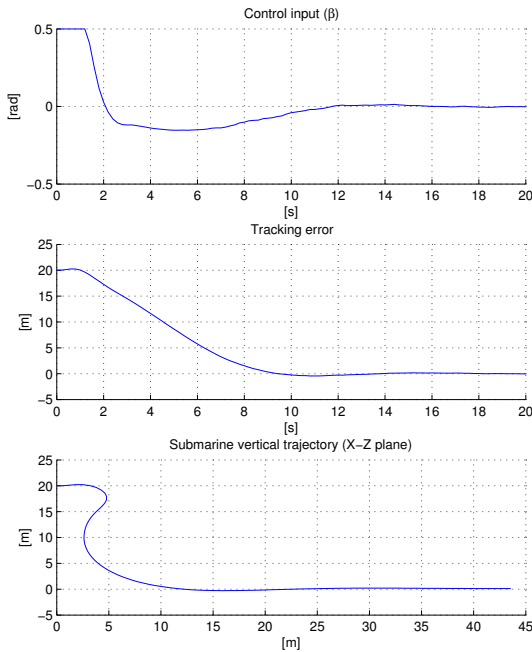 Control input (β)
0.5
0
−0.5
[rad]
0 2 4 6 8 10 12 14 16 18 20
[s]
Tracking error
25
20
15
10
5
0
−5
[m]
0 2 4 6 8 10 12 14 16 18 20
[s]
Submarine vertical trajectory (X−Z plane)
25
20
15
10
5
0
−5
[m]
0 5 10 15 20 25 30 35 40 45
[m]